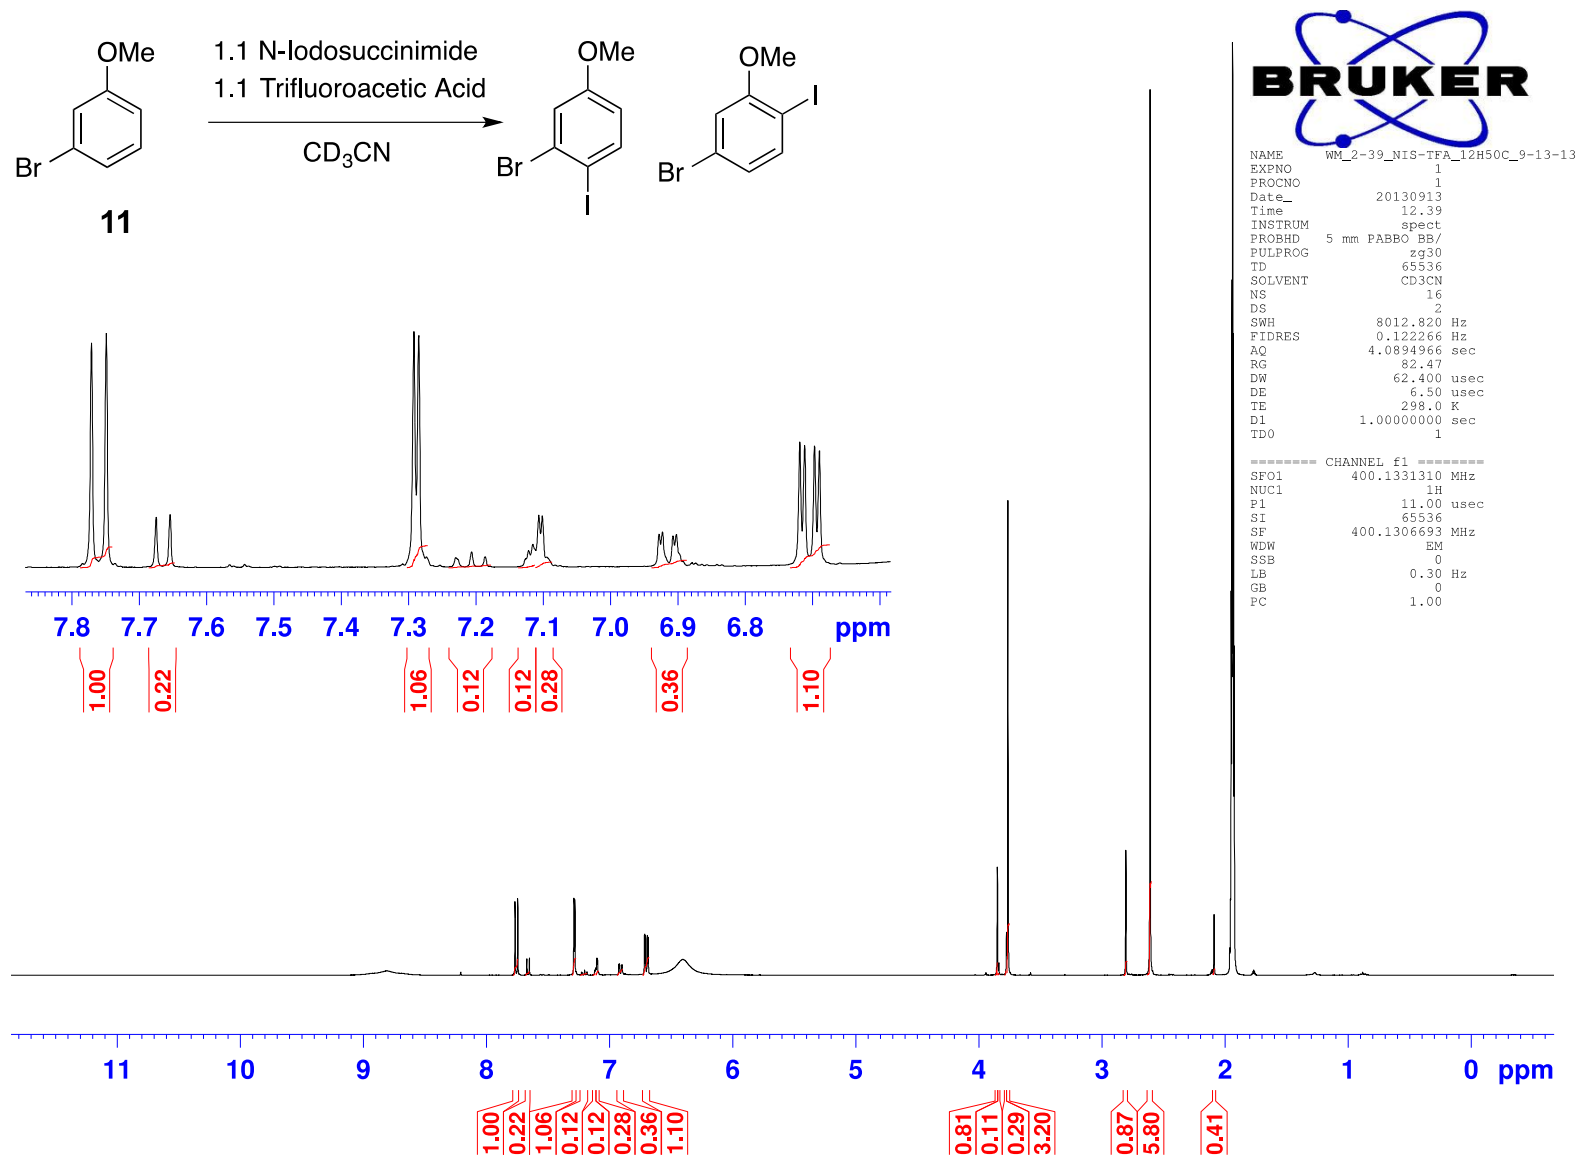 OMe
Br
11
1.1 N-Iodosuccinimide
1.1 Trifluoroacetic Acid
CD3CN
OMe
Br
I
OMe
I
Br
BRUKER
NAME WM_2-39_NIS-TFA_12H50C_9-13-13
EXPNO 1
PROCNO 1
Date_ 20130913
Time 12.39
INSTRUM spect
PROBHD 5 mm PABBO BB/
PULPROG zg30
TD 65536
SOLVENT CD3CN
NS 16
DS 2
SWH 8012.820 Hz
FIDRES 0.122266 Hz
AQ 4.0894966 sec
RG 82.47
DW 62.400 usec
DE 6.50 usec
TE 298.0 K
D1 1.00000000 sec
TD0 1
======== CHANNEL f1 ========
SFO1 400.1331310 MHz
NUC1 1H
P1 11.00 usec
SI 65536
SF 400.1306693 MHz
WDW EM
SSB 0
LB 0.30 Hz
GB 0
PC 1.00
7.8 7.7 7.6 7.5 7.4 7.3 7.2 7.1 7.0 6.9 6.8 ppm
1.00 0.22 1.06 0.12 0.12 0.28 0.36 1.10
11 10 9 8 7 6 5 4 3 2 1 0 ppm
1.00 0.22 1.06 0.12 0.12 0.28 0.36 1.10 0.81 0.11 0.29 3.20 0.87 5.80 0.41